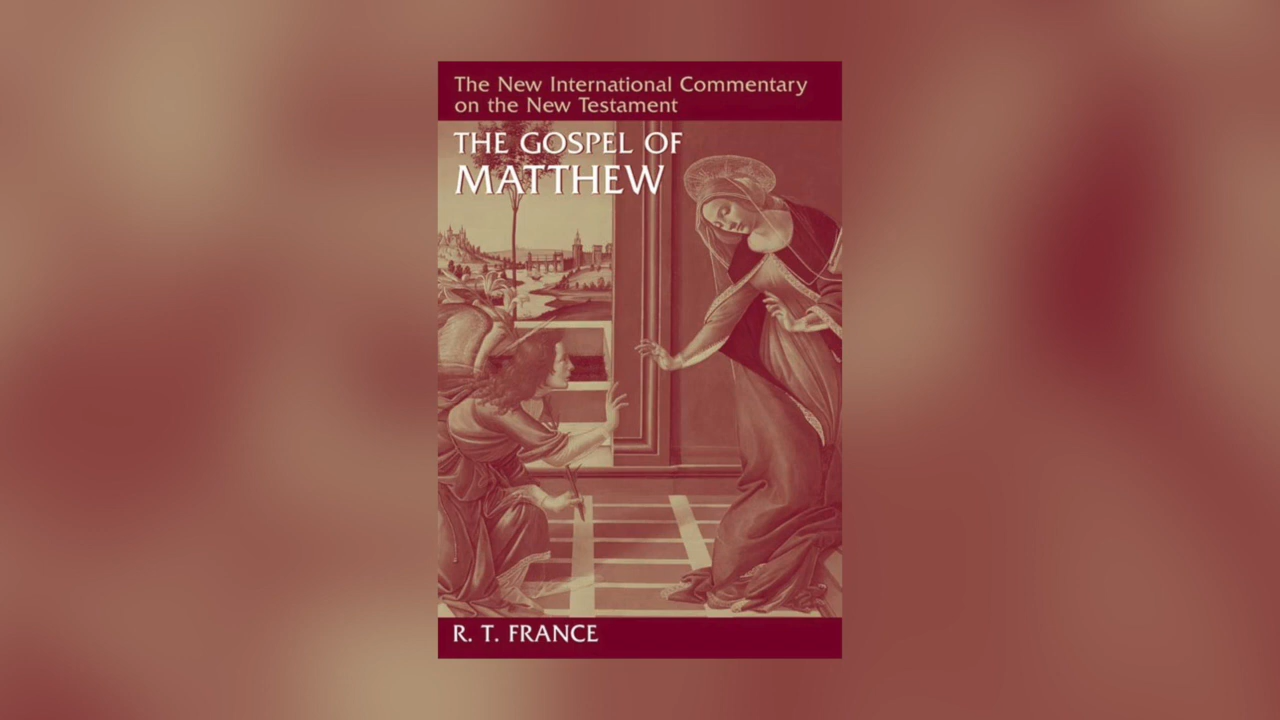 The New International Commentary
on the New Testament
THE GOSPEL OF
MATTHEW
R. T. FRANCE